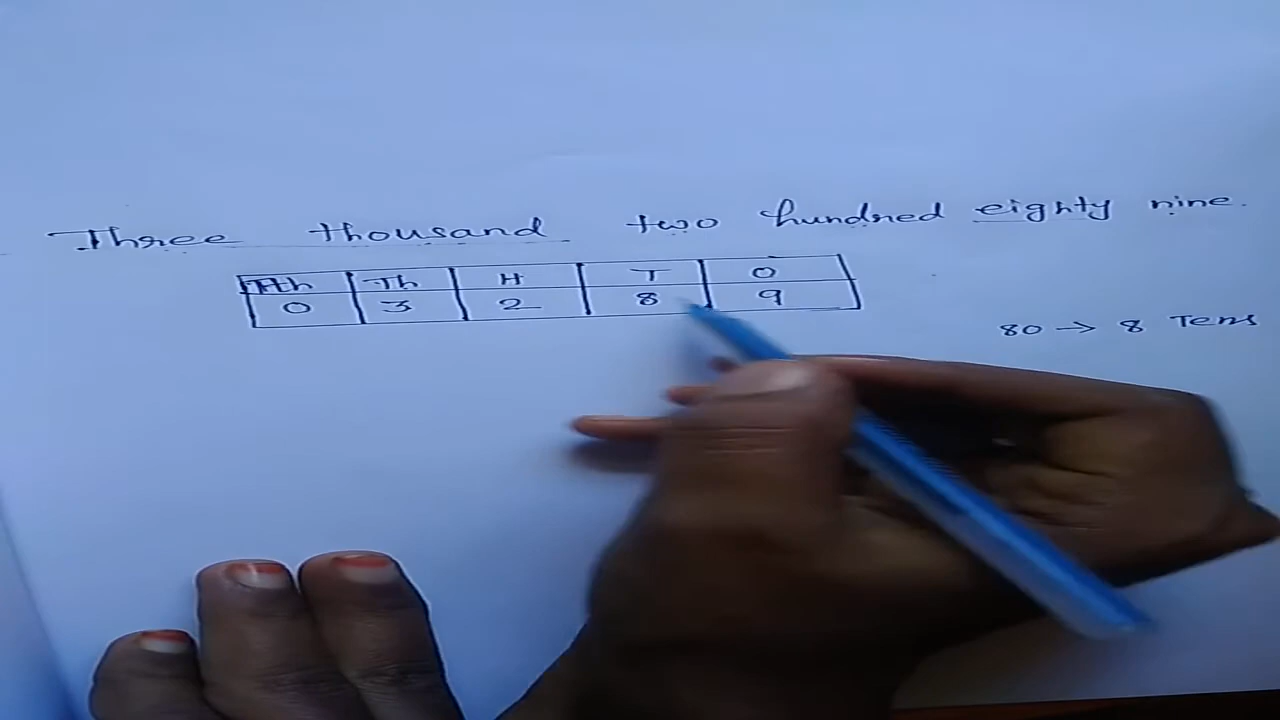 Three thousand two hundred eighty nine.
Tth Th H T O
0 3 2 8 9
80 → 8 Tens